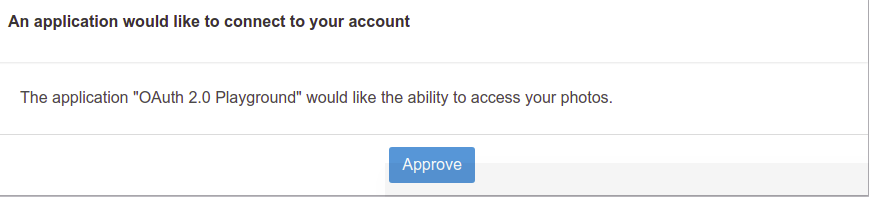 An application would like to connect to your account
The application "OAuth 2.0 Playground" would like the ability to access your photos.
Approve